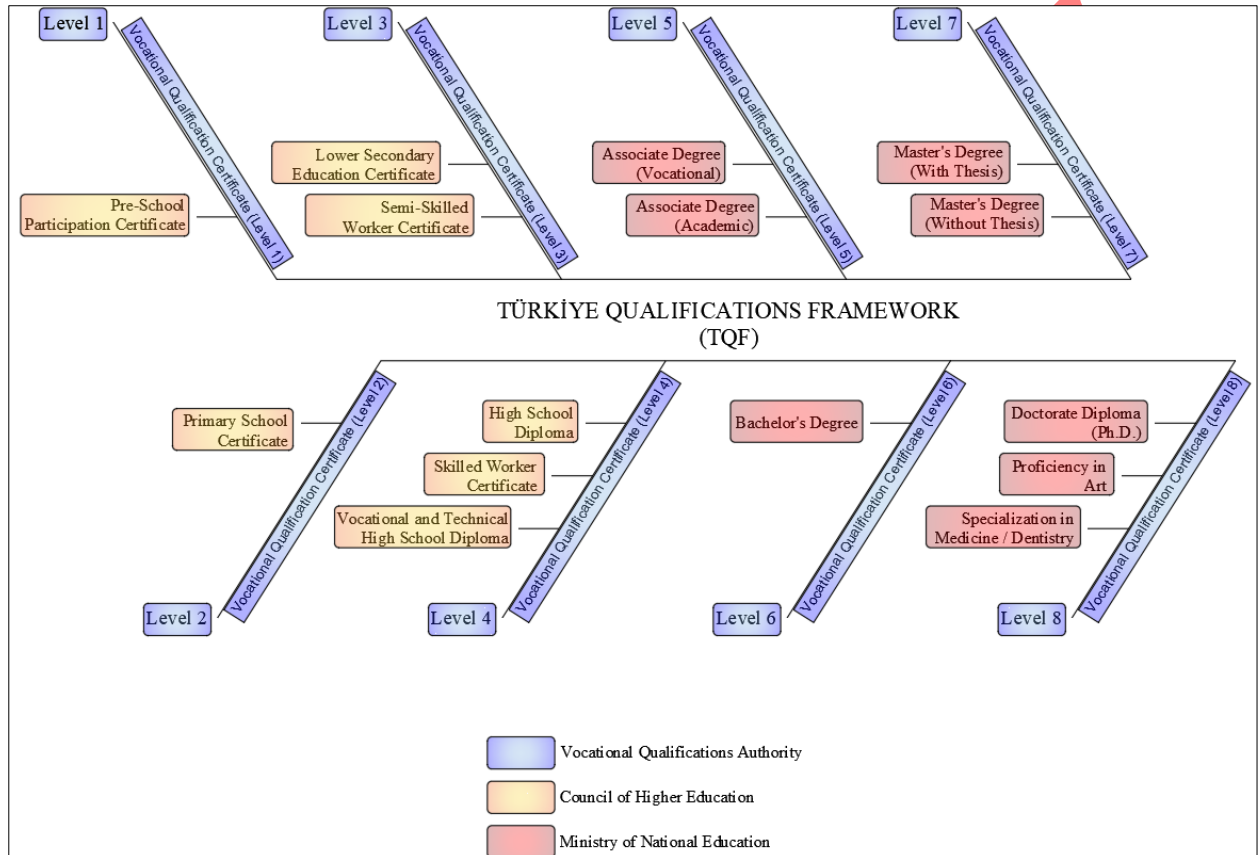 Level 1
Vocational Qualification Certificate (Level 1)
Pre-School
Participation Certificate
Level 3
Vocational Qualification Certificate (Level 3)
Lower Secondary
Education Certificate
Semi-Skilled
Worker Certificate
Level 5
Vocational Qualification Certificate (Level 5)
Associate Degree
(Vocational)
Associate Degree
(Academic)
Level 7
Vocational Qualification Certificate (Level 7)
Master's Degree
(With Thesis)
Master's Degree
(Without Thesis)
TÜRKİYE QUALIFICATIONS FRAMEWORK
(TQF)
Primary School
Certificate
Vocational Qualification Certificate (Level 2)
Level 2
High School
Diploma
Skilled Worker
Certificate
Vocational and Technical
High School Diploma
Vocational Qualification Certificate (Level 4)
Level 4
Bachelor's Degree
Vocational Qualification Certificate (Level 6)
Level 6
Doctorate Diploma
(Ph.D.)
Proficiency in
Art
Specialization in
Medicine / Dentistry
Vocational Qualification Certificate (Level 8)
Level 8
Vocational Qualifications Authority
Council of Higher Education
Ministry of National Education